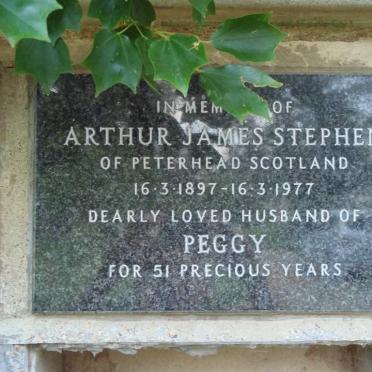 IN MEMORY OF
ARTHUR JAMES STEPHEN
OF PETERHEAD SCOTLAND
16·3·1897-16·3·1977
DEARLY LOVED HUSBAND OF
PEGGY
FOR 51 PRECIOUS YEARS